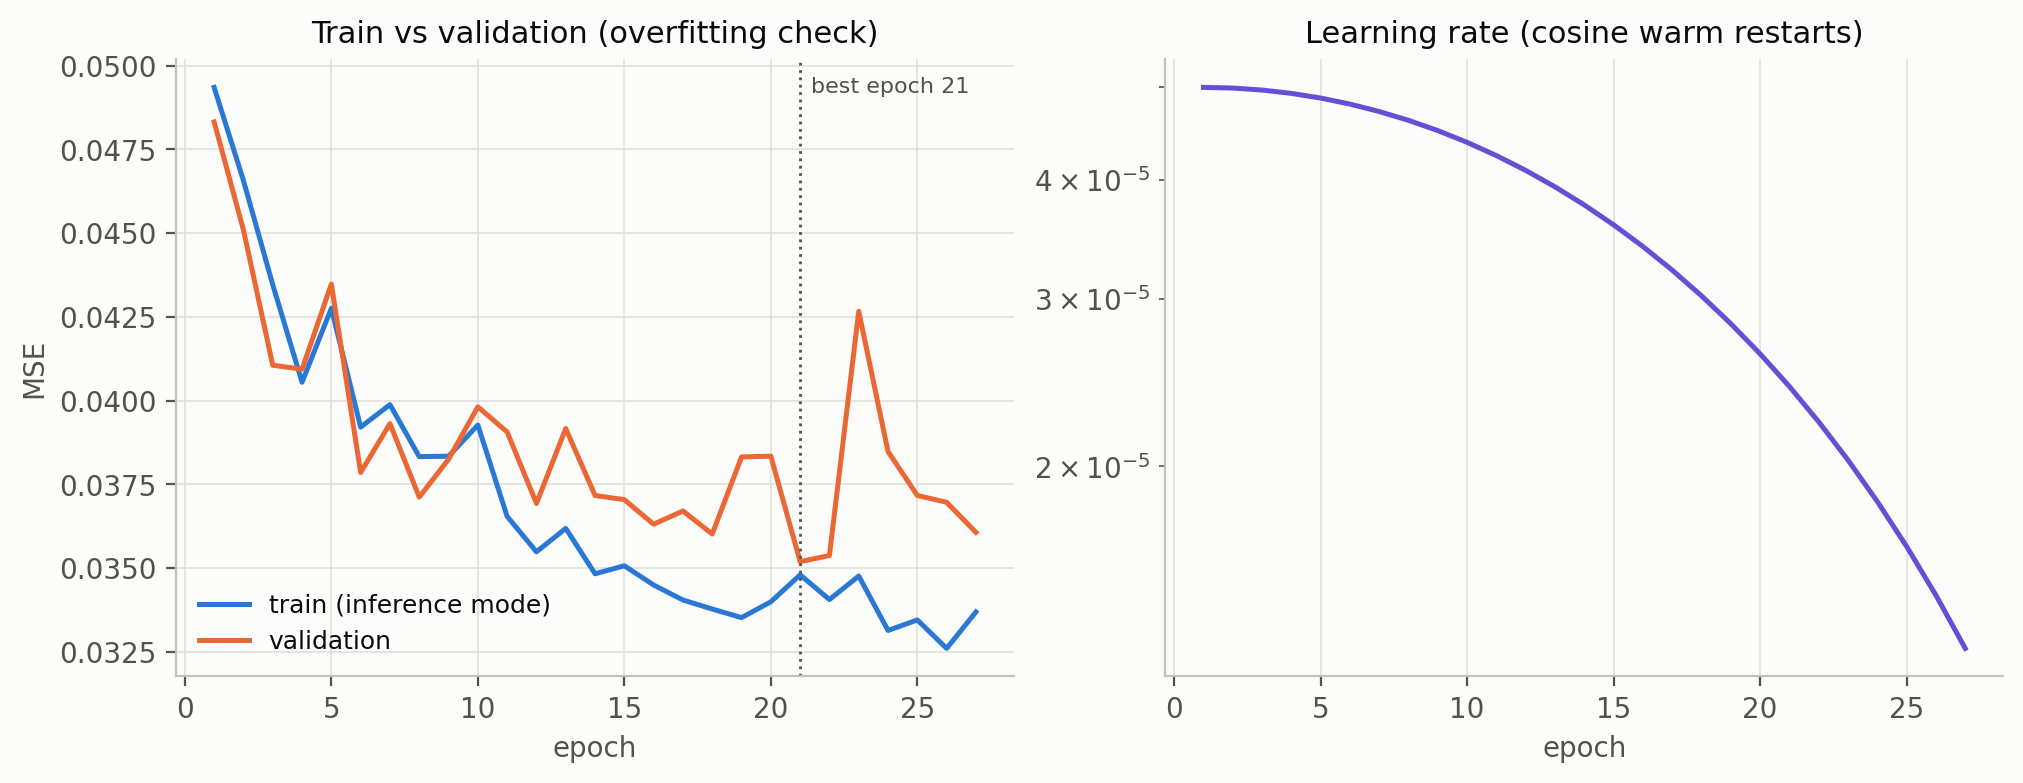 Train vs validation (overfitting check)
0.0500
0.0475
0.0450
0.0425
0.0400
0.0375
0.0350
0.0325
MSE
best epoch 21
train (inference mode)
validation
0 5 10 15 20 25
epoch
Learning rate (cosine warm restarts)
4 × 10⁻⁵
3 × 10⁻⁵
2 × 10⁻⁵
0 5 10 15 20 25
epoch